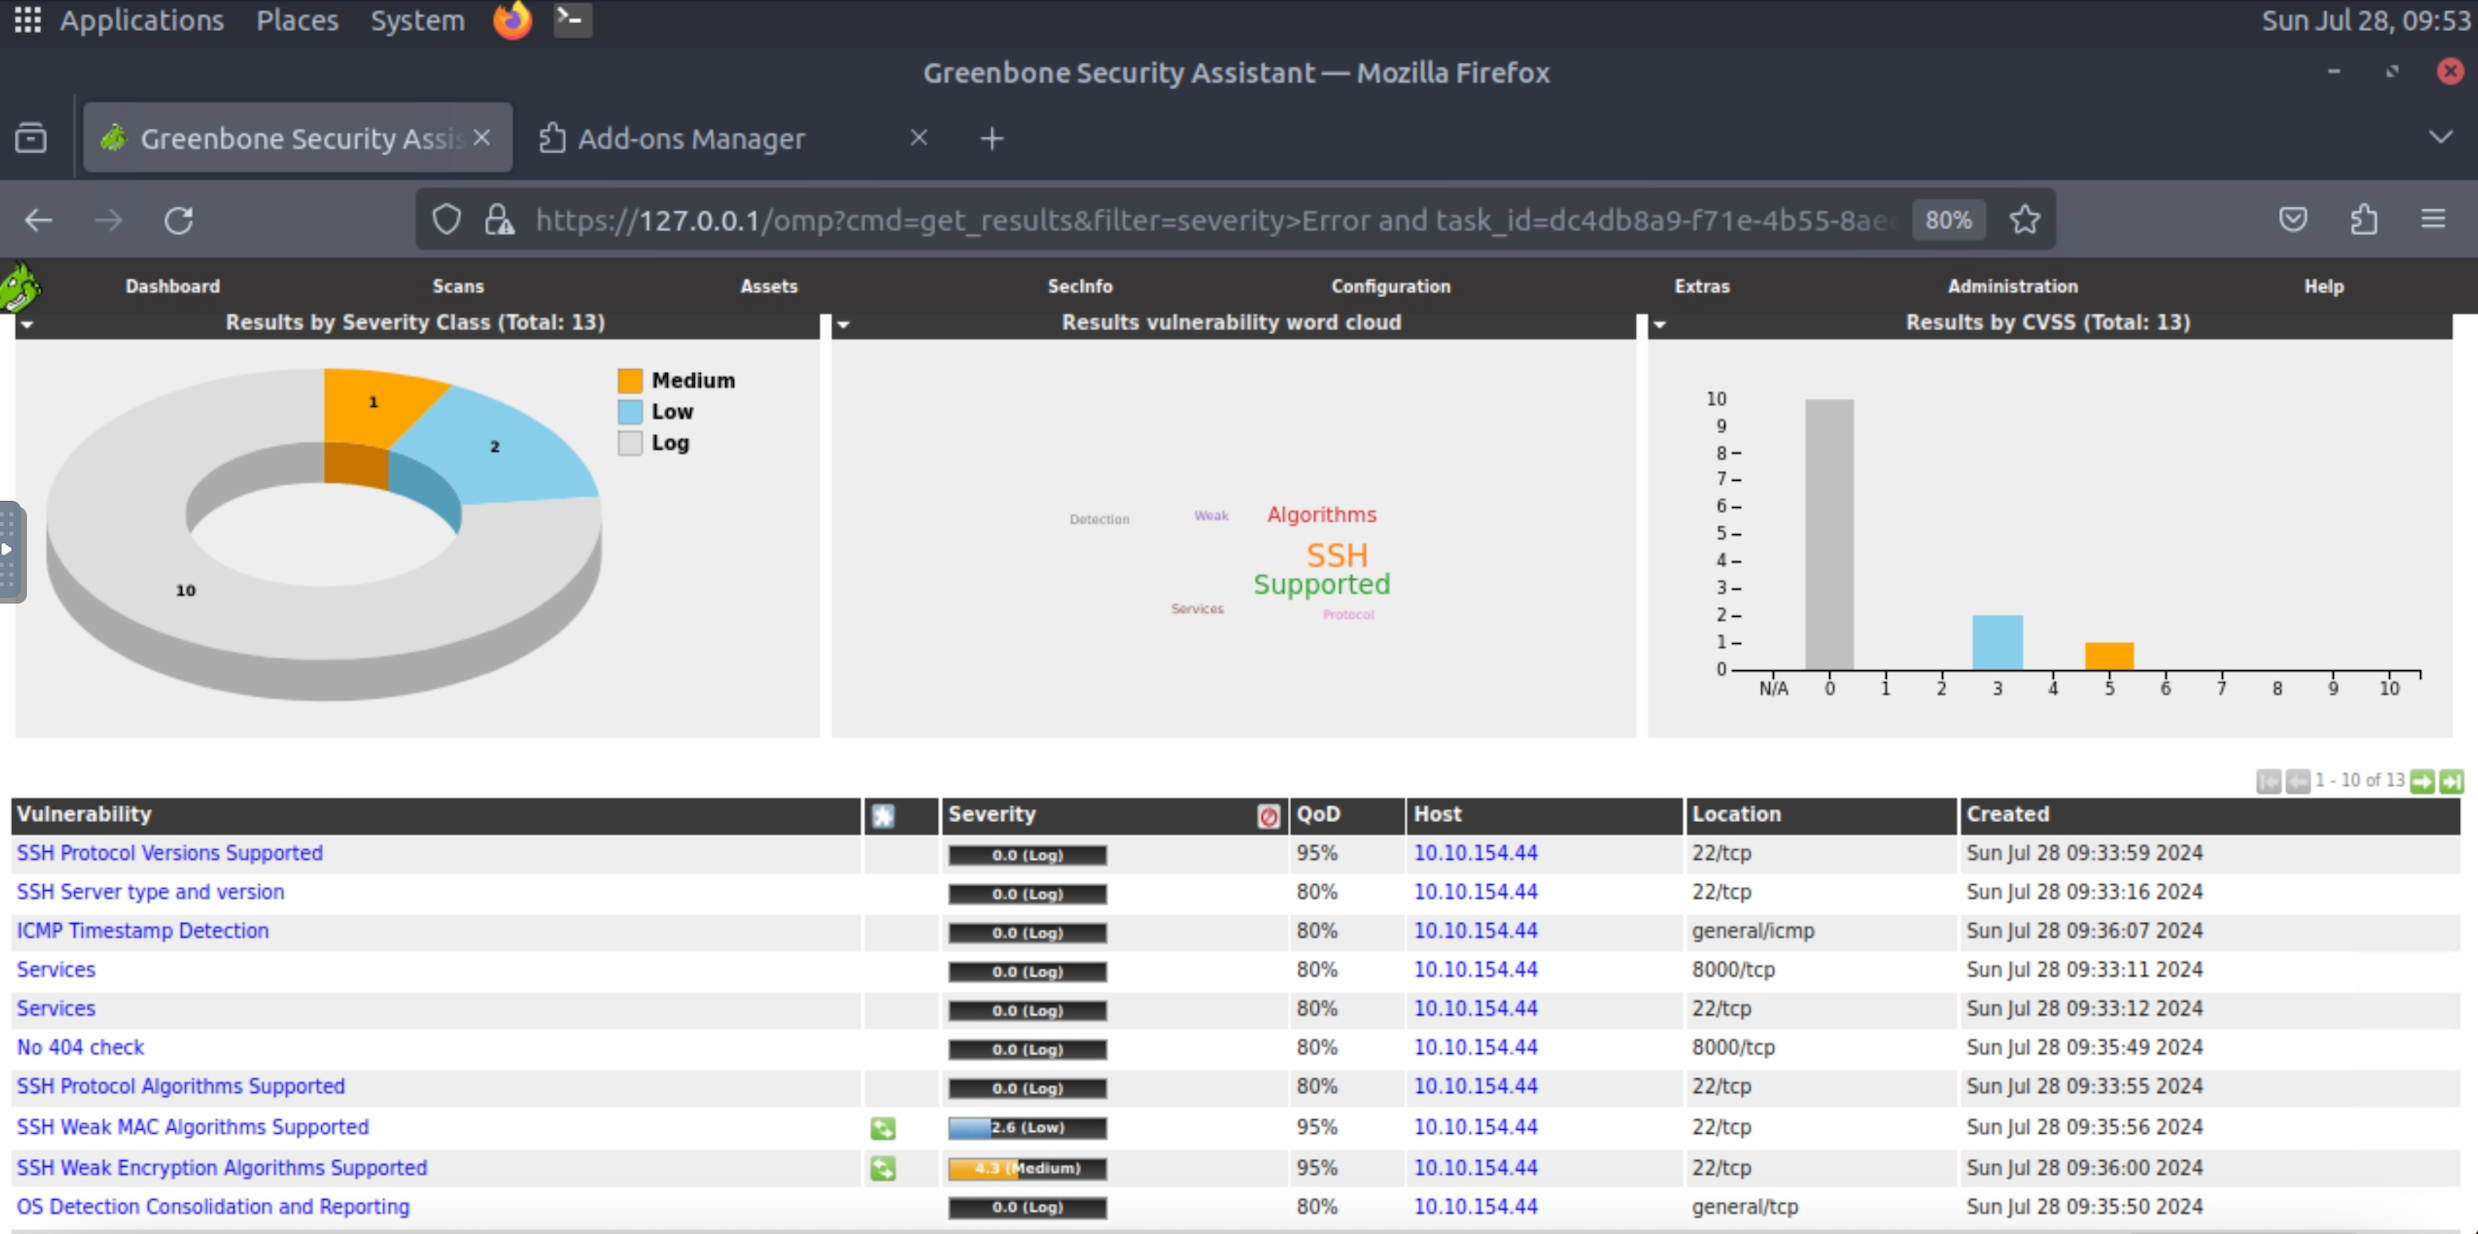 Applications Places System Sun Jul 28, 09:53
Greenbone Security Assistant — Mozilla Firefox
Greenbone Security Assis Add-ons Manager
https://127.0.0.1/omp?cmd=get_results&filter=severity>Error and task_id=dc4db8a9-f71e-4b55-8ae 80%
Dashboard Scans Assets SecInfo Configuration Extras Administration Help
Results by Severity Class (Total: 13)
1
2
10
Medium
Low
Log
Results vulnerability word cloud
Detection Weak Algorithms
SSH
Supported
Services Protocol
Results by CVSS (Total: 13)
10
9
8
7
6
5
4
3
2
1
0
N/A 0 1 2 3 4 5 6 7 8 9 10
1 - 10 of 13
Vulnerability Severity QoD Host Location Created
SSH Protocol Versions Supported 0.0 (Log) 95% 10.10.154.44 22/tcp Sun Jul 28 09:33:59 2024
SSH Server type and version 0.0 (Log) 80% 10.10.154.44 22/tcp Sun Jul 28 09:33:16 2024
ICMP Timestamp Detection 0.0 (Log) 80% 10.10.154.44 general/icmp Sun Jul 28 09:36:07 2024
Services 0.0 (Log) 80% 10.10.154.44 8000/tcp Sun Jul 28 09:33:11 2024
Services 0.0 (Log) 80% 10.10.154.44 22/tcp Sun Jul 28 09:33:12 2024
No 404 check 0.0 (Log) 80% 10.10.154.44 8000/tcp Sun Jul 28 09:35:49 2024
SSH Protocol Algorithms Supported 0.0 (Log) 80% 10.10.154.44 22/tcp Sun Jul 28 09:33:55 2024
SSH Weak MAC Algorithms Supported 2.6 (Low) 95% 10.10.154.44 22/tcp Sun Jul 28 09:35:56 2024
SSH Weak Encryption Algorithms Supported 4.3 (Medium) 95% 10.10.154.44 22/tcp Sun Jul 28 09:36:00 2024
OS Detection Consolidation and Reporting 0.0 (Log) 80% 10.10.154.44 general/tcp Sun Jul 28 09:35:50 2024